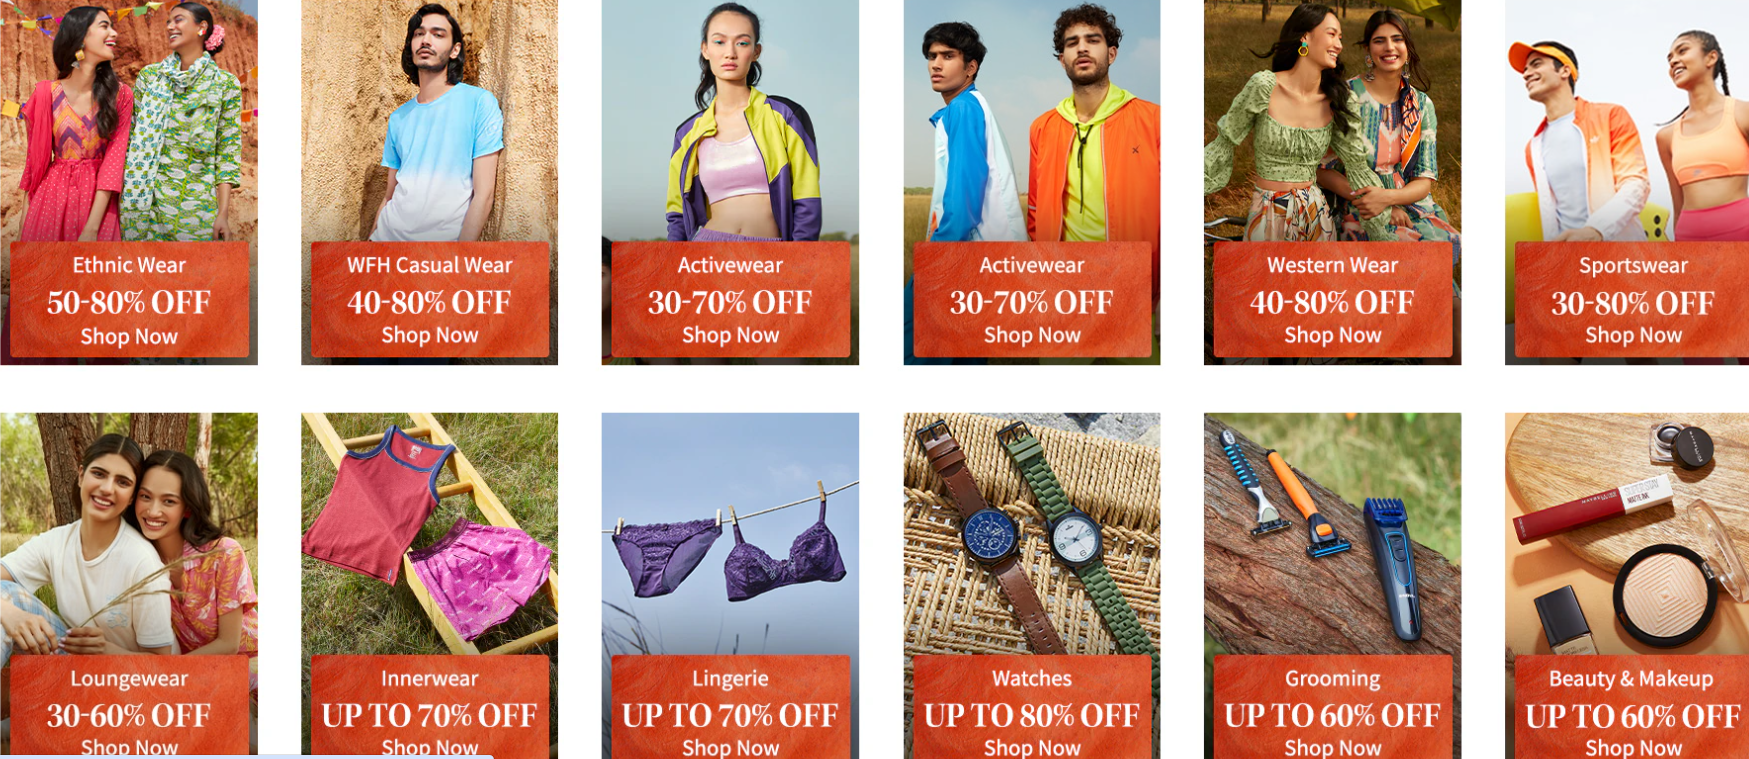 Ethnic Wear
50-80% OFF
Shop Now
WFH Casual Wear
40-80% OFF
Shop Now
Activewear
30-70% OFF
Shop Now
Activewear
30-70% OFF
Shop Now
Western Wear
40-80% OFF
Shop Now
Sportswear
30-80% OFF
Shop Now
Loungewear
30-60% OFF
Shop Now
Innerwear
UP TO 70% OFF
Shop Now
Lingerie
UP TO 70% OFF
Shop Now
Watches
UP TO 80% OFF
Shop Now
Grooming
UP TO 60% OFF
Shop Now
Beauty & Makeup
UP TO 60% OFF
Shop Now